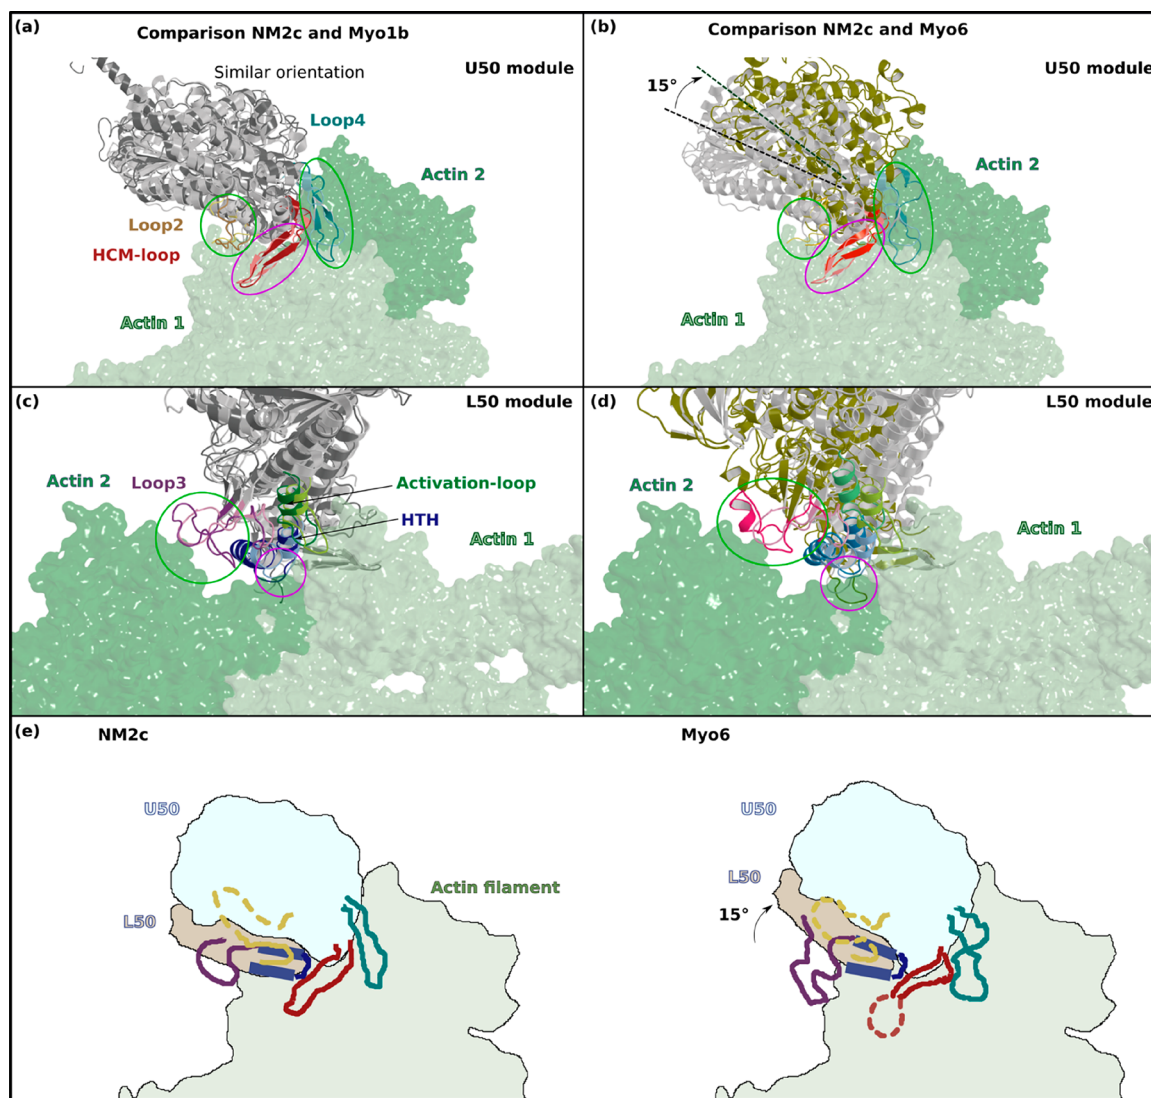 (a)
Comparison NM2c and Myo1b
U50 module
Similar orientation
Loop4
Actin 2
Loop2
HCM-loop
Actin 1
(b)
Comparison NM2c and Myo6
U50 module
15°
Actin 2
Actin 1
(c)
L50 module
Actin 2
Loop3
Activation-loop
HTH
Actin 1
(d)
L50 module
Actin 2
Actin 1
(e)
NM2c
U50
L50
Actin filament
Myo6
U50
L50
15°